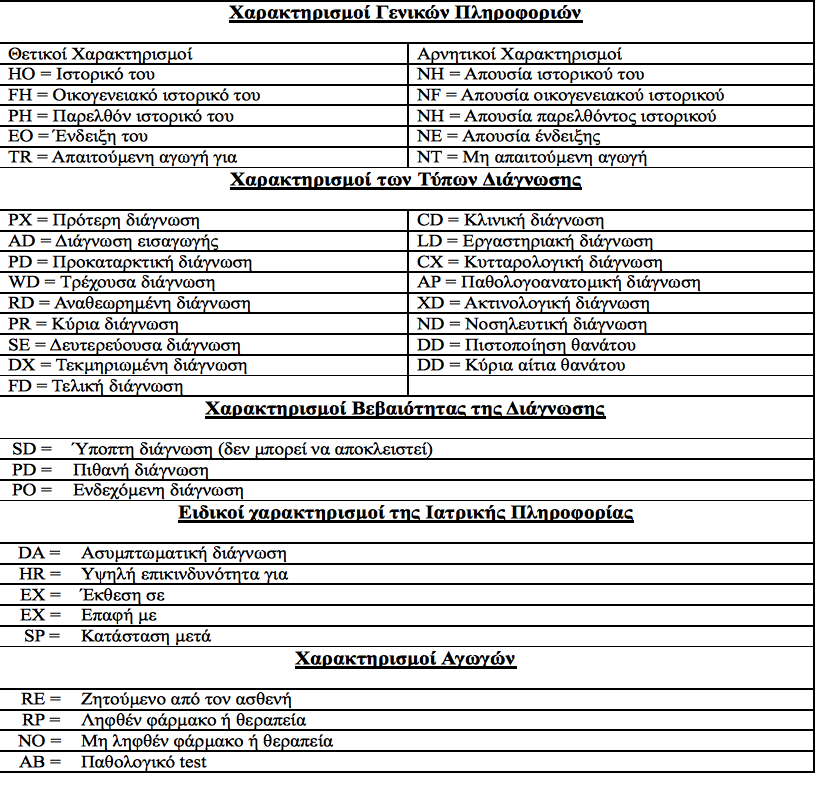 Χαρακτηρισμοί Γενικών Πληροφοριών
Θετικοί Χαρακτηρισμοί Αρνητικοί Χαρακτηρισμοί
HO = Ιστορικό του NH = Απουσία ιστορικού του
FH = Οικογενειακό ιστορικό του NF = Απουσία οικογενειακού ιστορικού
PH = Παρελθόν ιστορικό του NH = Απουσία παρελθόντος ιστορικού
EO = Ένδειξη του NE = Απουσία ένδειξης
TR = Απαιτούμενη αγωγή για NT = Μη απαιτούμενη αγωγή
Χαρακτηρισμοί των Τύπων Διάγνωσης
PX = Πρότερη διάγνωση CD = Κλινική διάγνωση
AD = Διάγνωση εισαγωγής LD = Εργαστηριακή διάγνωση
PD = Προκαταρκτική διάγνωση CX = Κυτταρολογική διάγνωση
WD = Τρέχουσα διάγνωση AP = Παθολογοανατομική διάγνωση
RD = Αναθεωρημένη διάγνωση XD = Ακτινολογική διάγνωση
PR = Κύρια διάγνωση ND = Νοσηλευτική διάγνωση
SE = Δευτερεύουσα διάγνωση DD = Πιστοποίηση θανάτου
DX = Τεκμηριωμένη διάγνωση DD = Κύρια αίτια θανάτου
FD = Τελική διάγνωση
Χαρακτηρισμοί Βεβαιότητας της Διάγνωσης
SD = Ύποπτη διάγνωση (δεν μπορεί να αποκλειστεί)
PD = Πιθανή διάγνωση
PO = Ενδεχόμενη διάγνωση
Ειδικοί χαρακτηρισμοί της Ιατρικής Πληροφορίας
DA = Ασυμπτωματική διάγνωση
HR = Υψηλή επικινδυνότητα για
EX = Έκθεση σε
EX = Επαφή με
SP = Κατάσταση μετά
Χαρακτηρισμοί Αγωγών
RE = Ζητούμενο από τον ασθενή
RP = Ληφθέν φάρμακο ή θεραπεία
NO = Μη ληφθέν φάρμακο ή θεραπεία
AB = Παθολογικό test